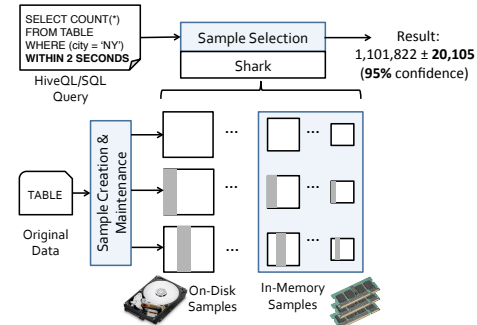 SELECT COUNT(*)
FROM TABLE
WHERE (city = ‘NY’)
WITHIN 2 SECONDS
HiveQL/SQL
Query
Sample Selection
Shark
Result:
1,101,822 ± 20,105
(95% confidence)
TABLE
Original
Data
Sample Creation &
Maintenance
...
...
...
...
...
...
On-Disk
Samples
In-Memory
Samples